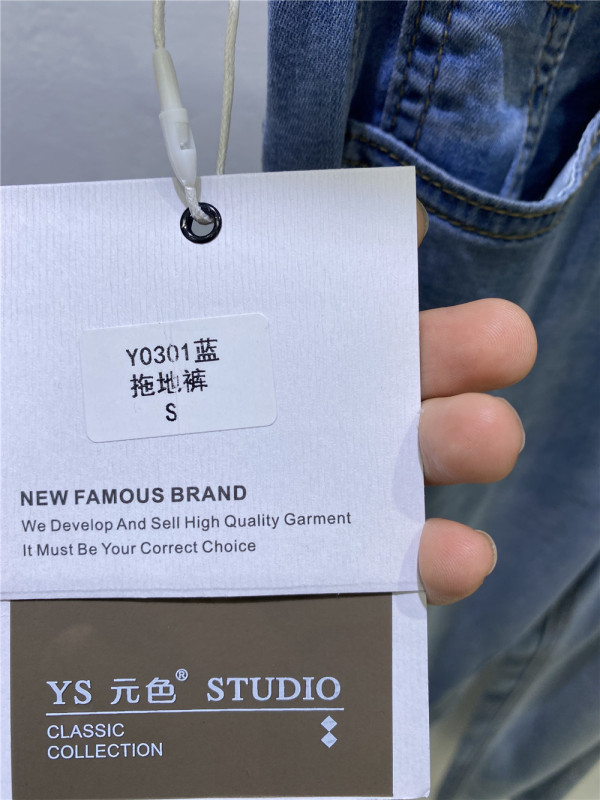 Y0301蓝
拖地裤
S
NEW FAMOUS BRAND
We Develop And Sell High Quality Garment
It Must Be Your Correct Choice
YS 元色® STUDIO
CLASSIC
COLLECTION